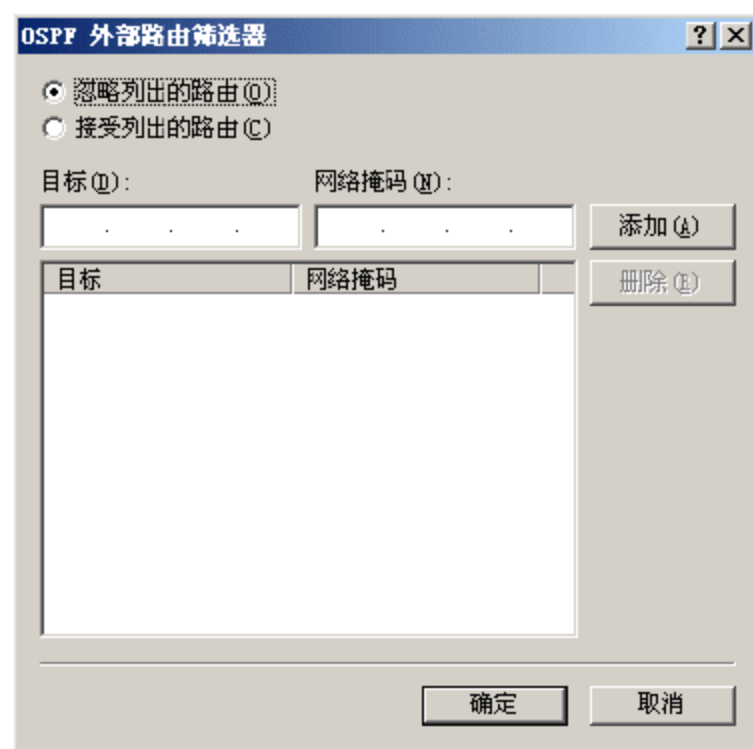 OSPF 外部路由筛选器
忽略列出的路由(O)
接受列出的路由(C)
目标(D): 网络掩码(N):
. . . . . . 添加(A)
目标 网络掩码 删除(E)
确定 取消